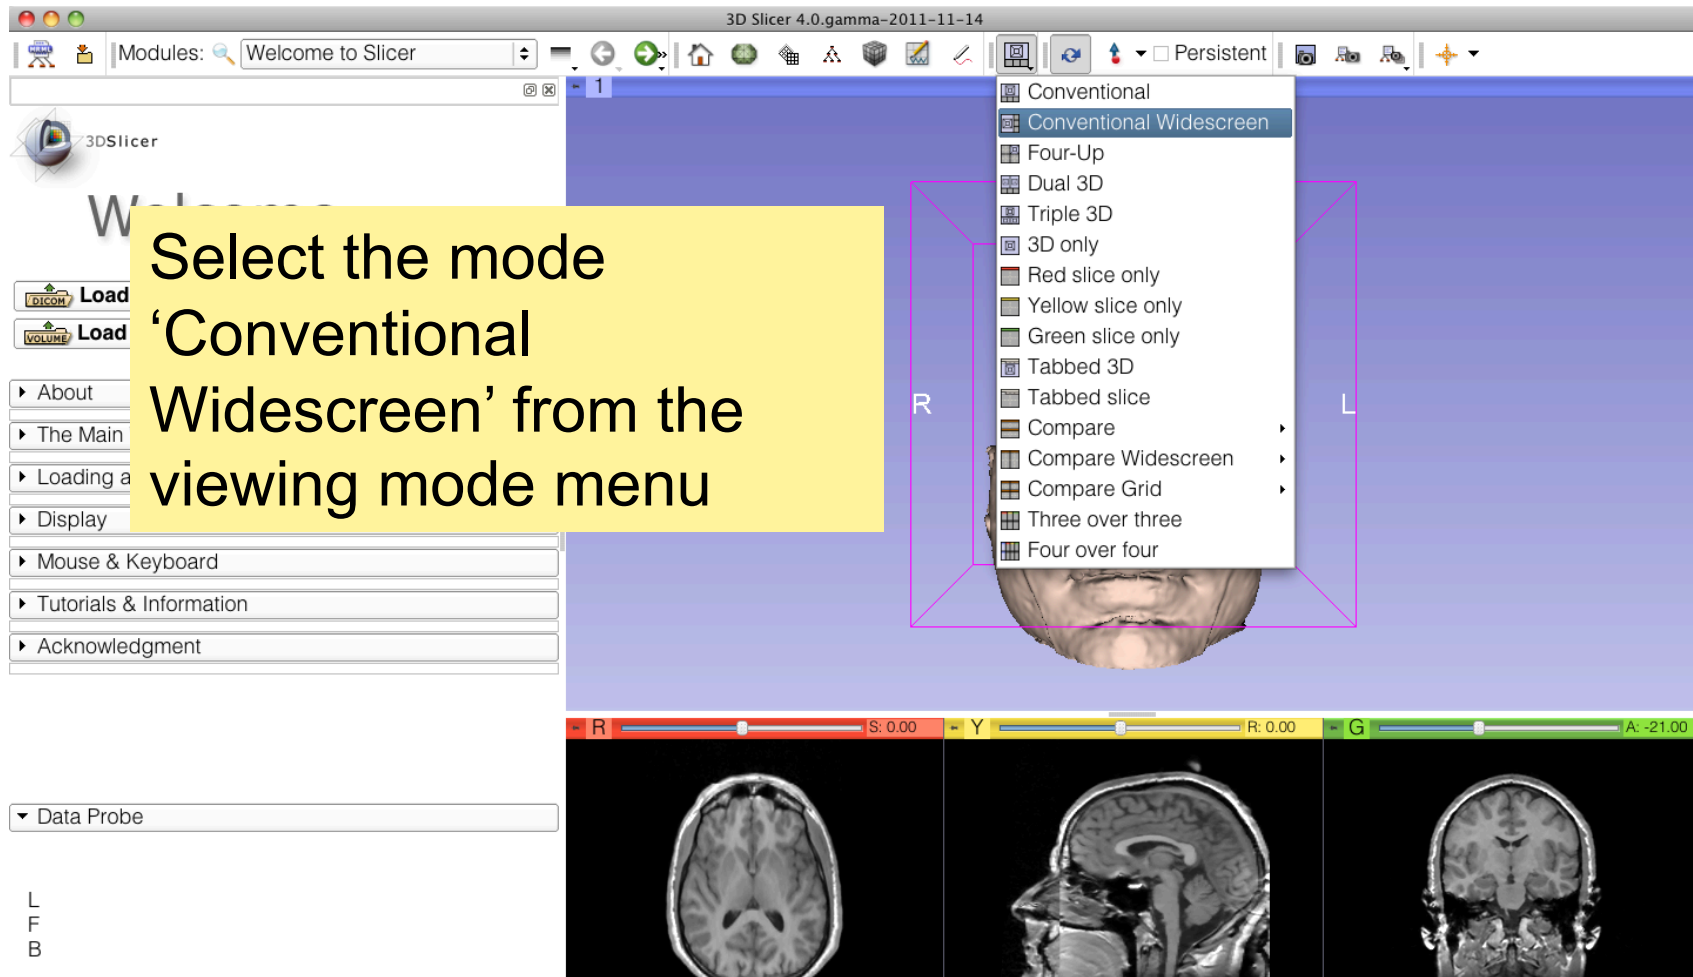 3D Slicer 4.0.gamma-2011-11-14
Modules:
Welcome to Slicer
Persistent
1
3DSlicer
Welcome
DICOM Load
VOLUME Load
About
The Main
Loading a
Display
Mouse & Keyboard
Tutorials & Information
Acknowledgment
Data Probe
L
F
B
Select the mode
‘Conventional
Widescreen’ from the
viewing mode menu
Conventional
Conventional Widescreen
Four-Up
Dual 3D
Triple 3D
3D only
Red slice only
Yellow slice only
Green slice only
Tabbed 3D
Tabbed slice
Compare
Compare Widescreen
Compare Grid
Three over three
Four over four
R
L
R S: 0.00
Y R: 0.00
G A: -21.00